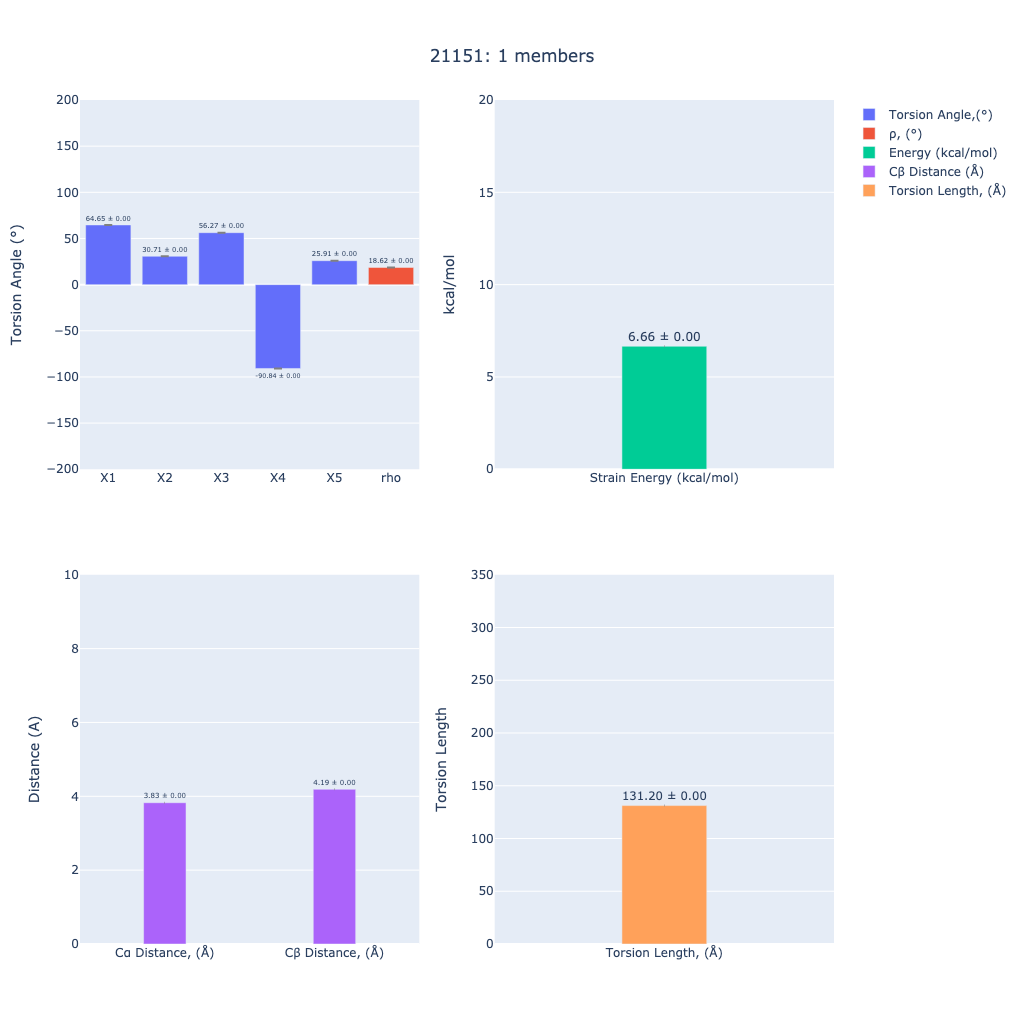 21151: 1 members
Torsion Angle (°)
200
150
100
50
0
−50
−100
−150
−200
64.65 ± 0.00
30.71 ± 0.00
56.27 ± 0.00
-90.84 ± 0.00
25.91 ± 0.00
18.62 ± 0.00
X1 X2 X3 X4 X5 rho
kcal/mol
20
15
10
5
0
6.66 ± 0.00
Strain Energy (kcal/mol)
Torsion Angle,(°)
ρ, (°)
Energy (kcal/mol)
Cβ Distance (Å)
Torsion Length, (Å)
Distance (A)
10
8
6
4
2
0
3.83 ± 0.00
4.19 ± 0.00
Cα Distance, (Å) Cβ Distance, (Å)
Torsion Length
350
300
250
200
150
100
50
0
131.20 ± 0.00
Torsion Length, (Å)